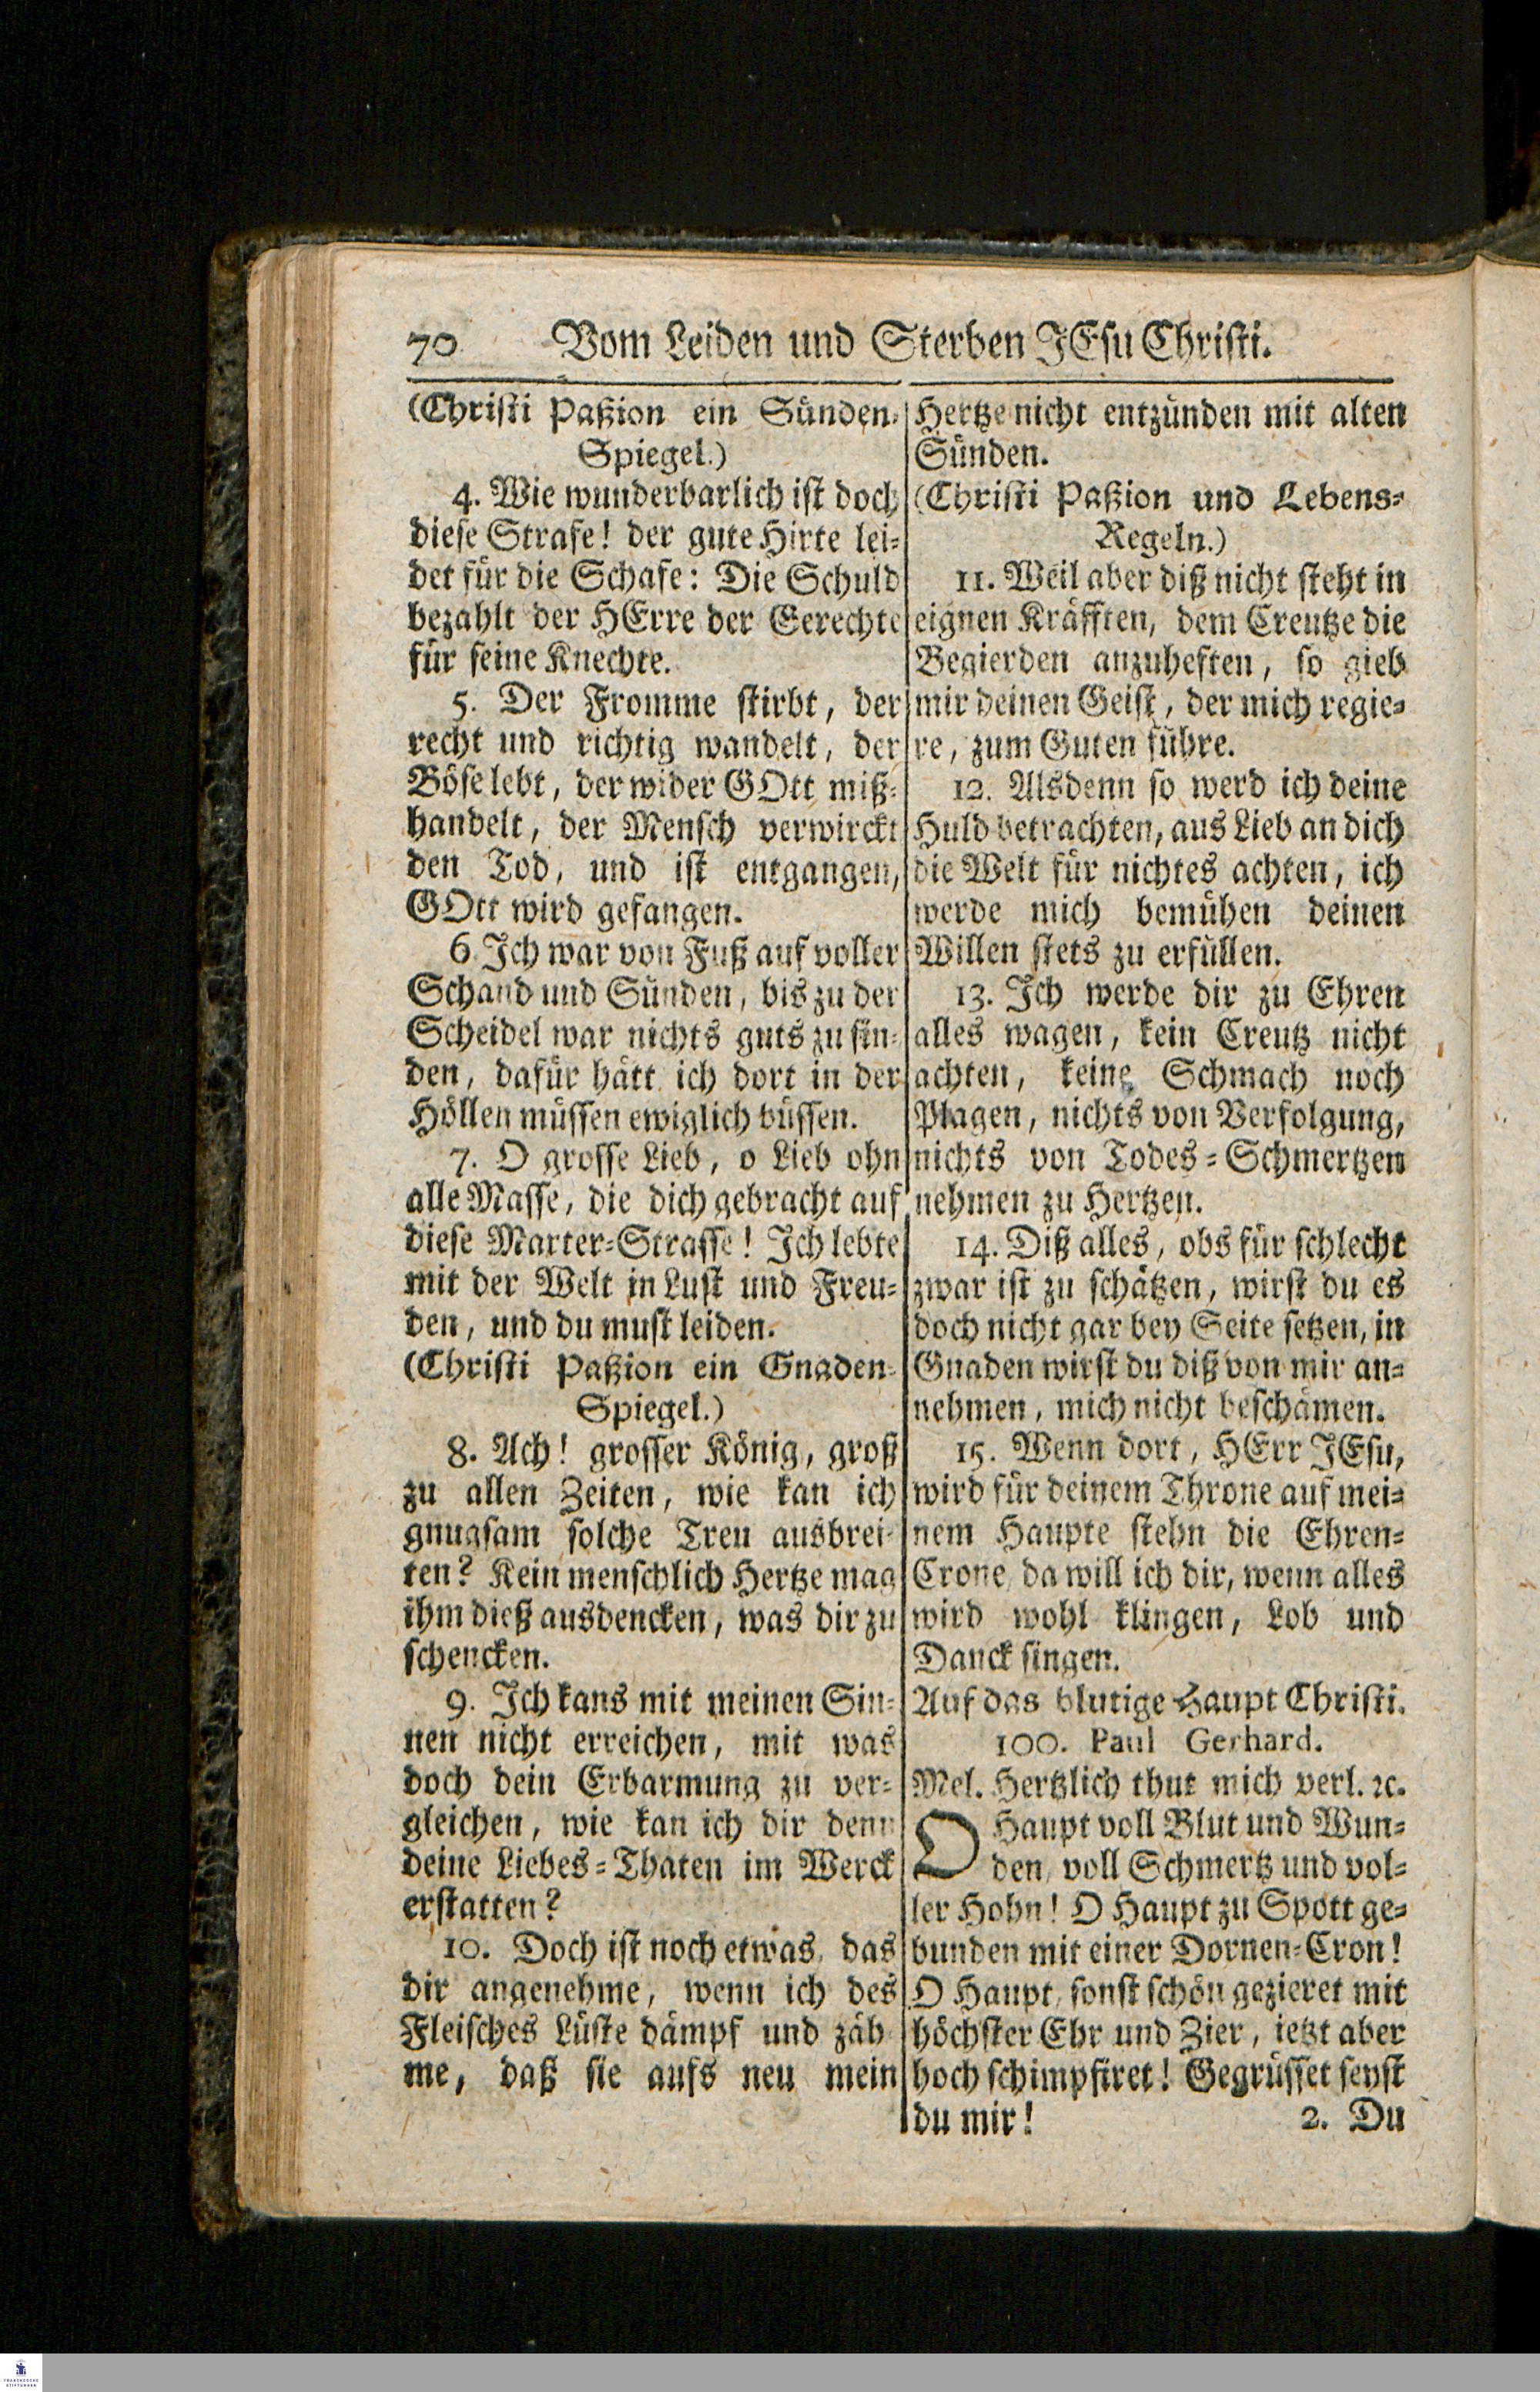 70 Vom Leiden und Sterben JEsu Christi.
(Christi Paßion ein Sünden-
Spiegel.)
4. Wie wunderbarlich ist doch
diese Strafe! der gute Hirte lei-
det für die Schafe: Die Schuld
bezahlt der HErre der Gerechte
für seine Knechte.
5. Der Fromme stirbt, der
recht und richtig wandelt, der
Böse lebt, der wider GOtt miß-
handelt, der Mensch verwirckt
den Tod, und ist entgangen,
GOtt wird gefangen.
6 Ich war von Fuß auf voller
Schand und Sünden, bis zu der
Scheidel war nichts guts zu fin-
den, dafür hätt ich dort in der
Höllen müssen ewiglich büssen.
7. O grosse Lieb, o Lieb ohn
alle Masse, die dich gebracht auf
diese Marter-Strasse! Ich lebte
mit der Welt in Lust und Freu-
den, und du must leiden.
(Christi Paßion ein Gnaden-
Spiegel.)
8. Ach! grosser König, groß
zu allen Zeiten, wie kan ich
gnugsam solche Treu ausbrei-
ten? Kein menschlich Hertze mag
ihm dieß ausdencken, was dir zu
schencken.
9. Ich kans mit meinen Sin-
nen nicht erreichen, mit was
doch dein Erbarmung zu ver-
gleichen, wie kan ich dir denn
deine Liebes-Thaten im Werck
erstatten?
10. Doch ist noch etwas, das
dir angenehme, wenn ich des
Fleisches Lüste dämpf und zäh-
me, daß sie aufs neu mein
Hertze nicht entzünden mit alten
Sünden.
(Christi Paßion und Lebens-
Regeln.)
11. Weil aber diß nicht steht in
eignen Kräfften, dem Creutze die
Begierden anzuheften, so gieb
mir deinen Geist, der mich regie-
re, zum Guten führe.
12. Alsdenn so werd ich deine
Huld betrachten, aus Lieb an dich
die Welt für nichtes achten, ich
werde mich bemühen deinen
Willen stets zu erfüllen.
13. Ich werde dir zu Ehren
alles wagen, kein Creutz nicht
achten, keine Schmach noch
Plagen, nichts von Verfolgung,
nichts von Todes-Schmertzen
nehmen zu Hertzen.
14. Diß alles, obs für schlecht
zwar ist zu schätzen, wirst du es
doch nicht gar bey Seite setzen, in
Gnaden wirst du diß von mir an-
nehmen, mich nicht beschämen.
15. Wenn dort, HErr JEsu,
wird für deinem Throne auf mei-
nem Haupte stehn die Ehren-
Crone, da will ich dir, wenn alles
wird wohl klingen, Lob und
Danck singen.
Auf das blutige Haupt Christi.
100. Paul Gerhard.
Mel. Hertzlich thut mich verl. ꝛc.
O Haupt voll Blut und Wun-
den, voll Schmertz und vol-
ler Hohn! O Haupt zu Spott ge-
bunden mit einer Dornen-Cron!
O Haupt, sonst schön gezieret mit
höchster Ehr und Zier, ietzt aber
hoch schimpfiret! Gegrüsset seyst
du mir! 2. Du
FRANCKESCHE
STIFTUNGEN